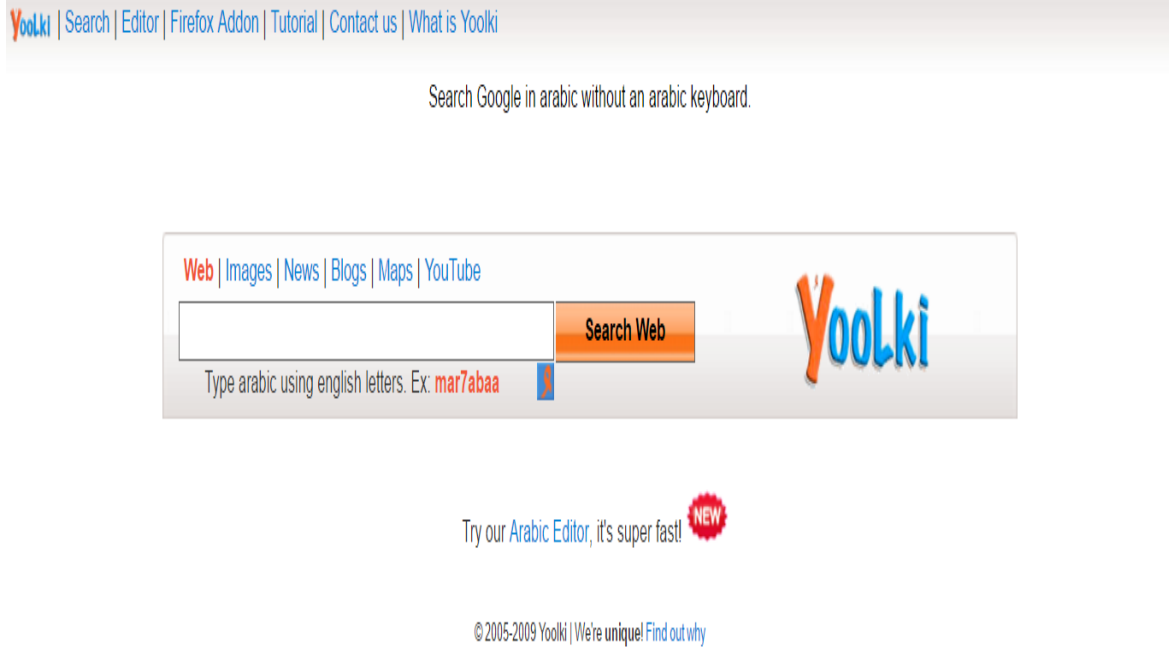 YooLki | Search | Editor | Firefox Addon | Tutorial | Contact us | What is Yoolki
Search Google in arabic without an arabic keyboard.
Web | Images | News | Blogs | Maps | YouTube
Search Web
YooLki
Type arabic using english letters. Ex: mar7abaa
Try our Arabic Editor, it's super fast! NEW
© 2005-2009 Yoolki | We're unique! Find out why